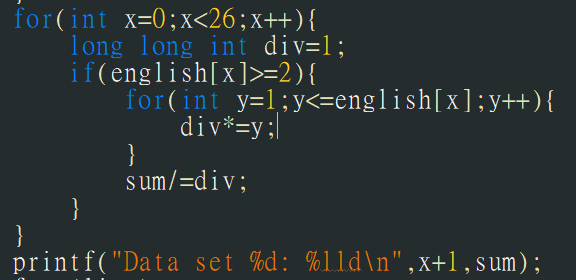 for(int x=0;x<26;x++){
long long int div=1;
if(english[x]>=2){
for(int y=1;y<=english[x];y++){
div*=y;
}
sum/=div;
}
}
printf("Data set %d: %lld\n",x+1,sum);